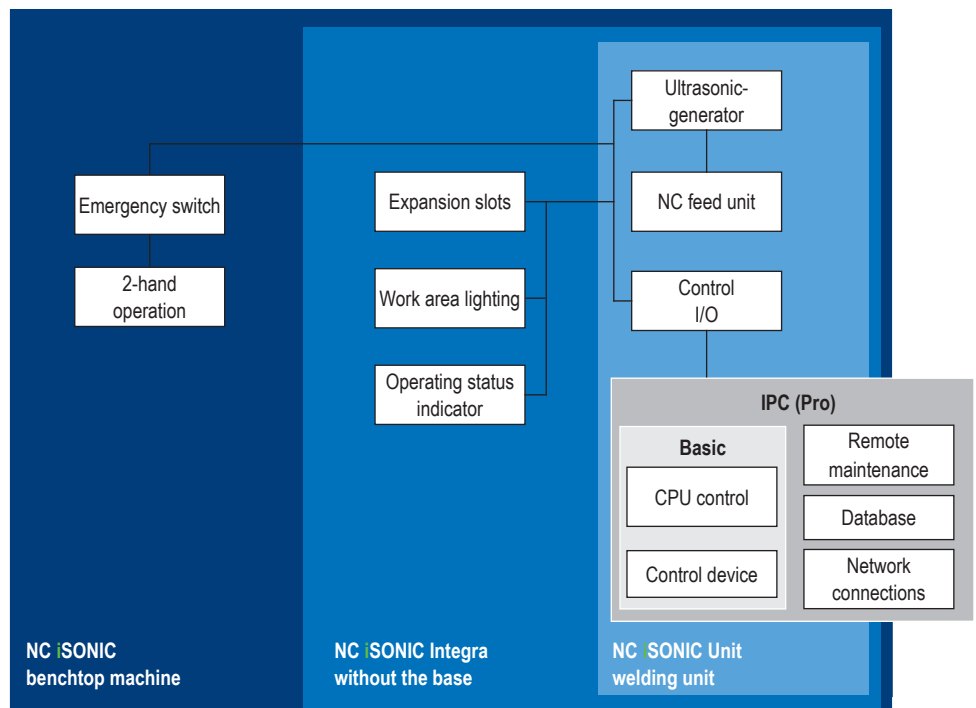 Ultrasonic-
generator
Emergency switch
Expansion slots
NC feed unit
2-hand
operation
Work area lighting
Control
I/O
Operating status
indicator
IPC (Pro)
Basic
Remote
maintenance
CPU control
Database
Control device
Network
connections
NC iSONIC
benchtop machine
NC iSONIC Integra
without the base
NC iSONIC Unit
welding unit